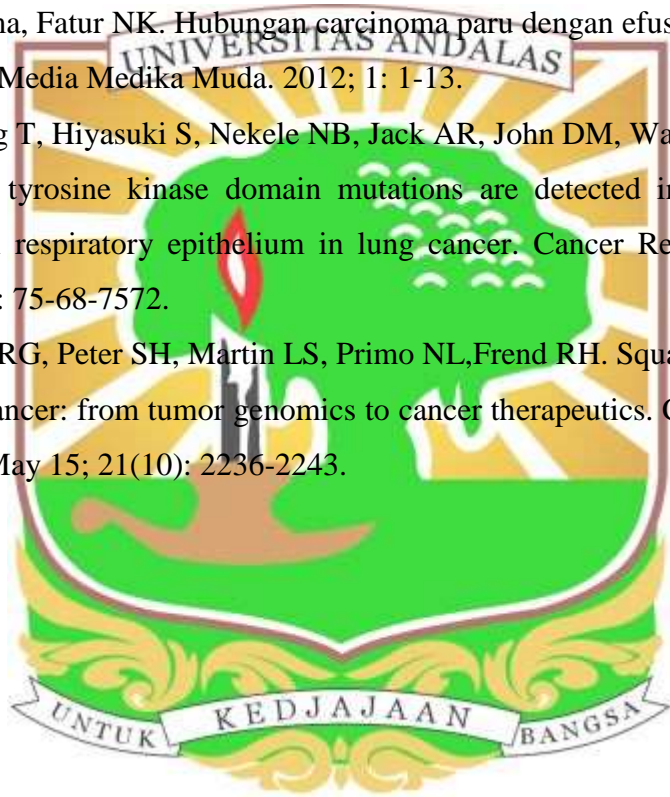 na, Fatur NK. Hubungan carcinoma paru dengan efus
UNIVERSITAS ANDALAS
Media Medika Muda. 2012; 1: 1-13.
g T, Hiyasuki S, Nekele NB, Jack AR, John DM, Wa
tyrosine kinase domain mutations are detected i
respiratory epithelium in lung cancer. Cancer Re
: 75-68-7572.
RG, Peter SH, Martin LS, Primo NL,Frend RH. Squa
ancer: from tumor genomics to cancer therapeutics. C
May 15; 21(10): 2236-2243.
UNTUK KEDJAJAAN BANGSA